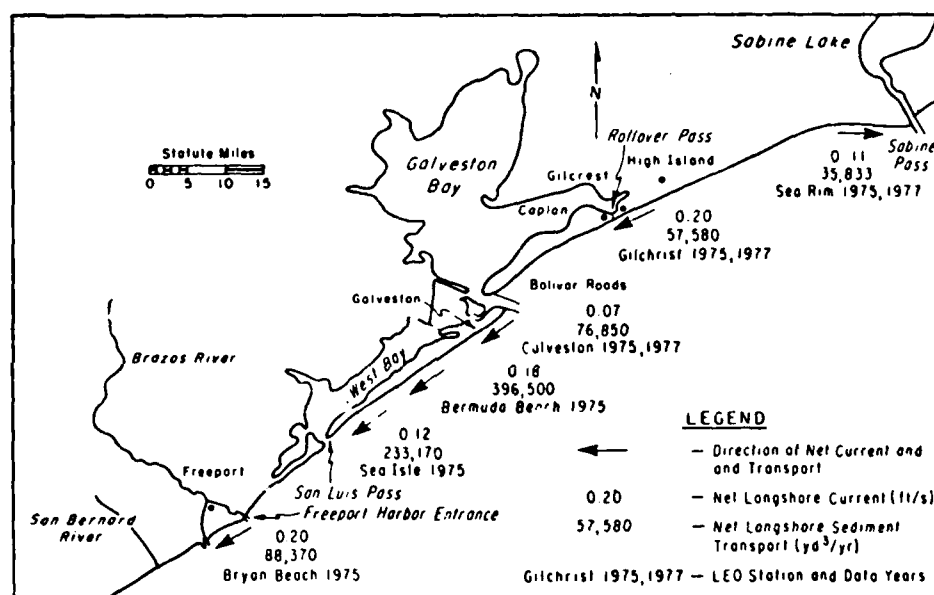 Sabine Lake
N
Rollover Pass
High Island
Sabine
Pass
Statute Miles
0 5 10 15
Galveston
Bay
Gilcrest
Caplan
0.11
35,833
Sea Rim 1975, 1977
0.20
57,580
Gilchrist 1975,1977
Bolivar Roads
Galveston
0.07
76,850
Culveston 1975,1977
Brazos River
West Bay
0.18
396,500
Bermuda Beach 1975
0.12
233,170
Sea Isle 1975
Freeport
San Luis Pass
Freeport Harbor Entrance
San Bernard
River
0.20
88,370
Bryan Beach 1975
LEGEND
– Direction of Net Current and
and Transport
0.20 – Net Longshore Current (ft/s)
57,580 – Net Longshore Sediment
Transport (yd³/yr)
Gilchrist 1975,1977 – LEO Station and Data Years